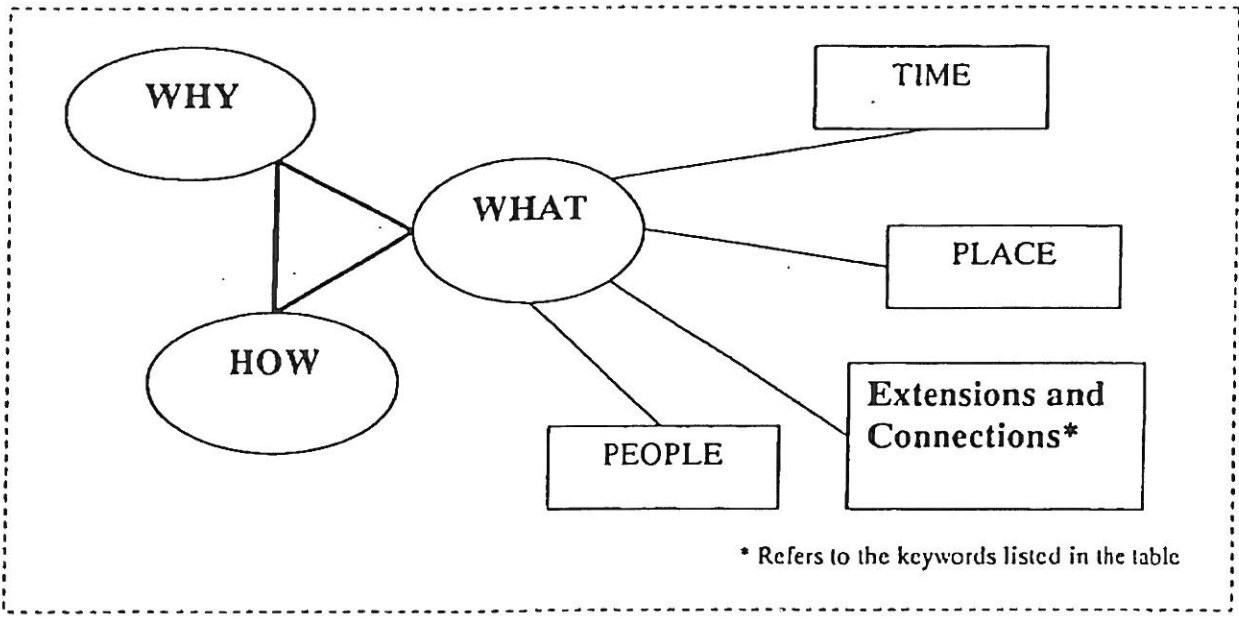 WHY
TIME
WHAT
PLACE
HOW
Extensions and
Connections*
PEOPLE
* Refers to the keywords listed in the table